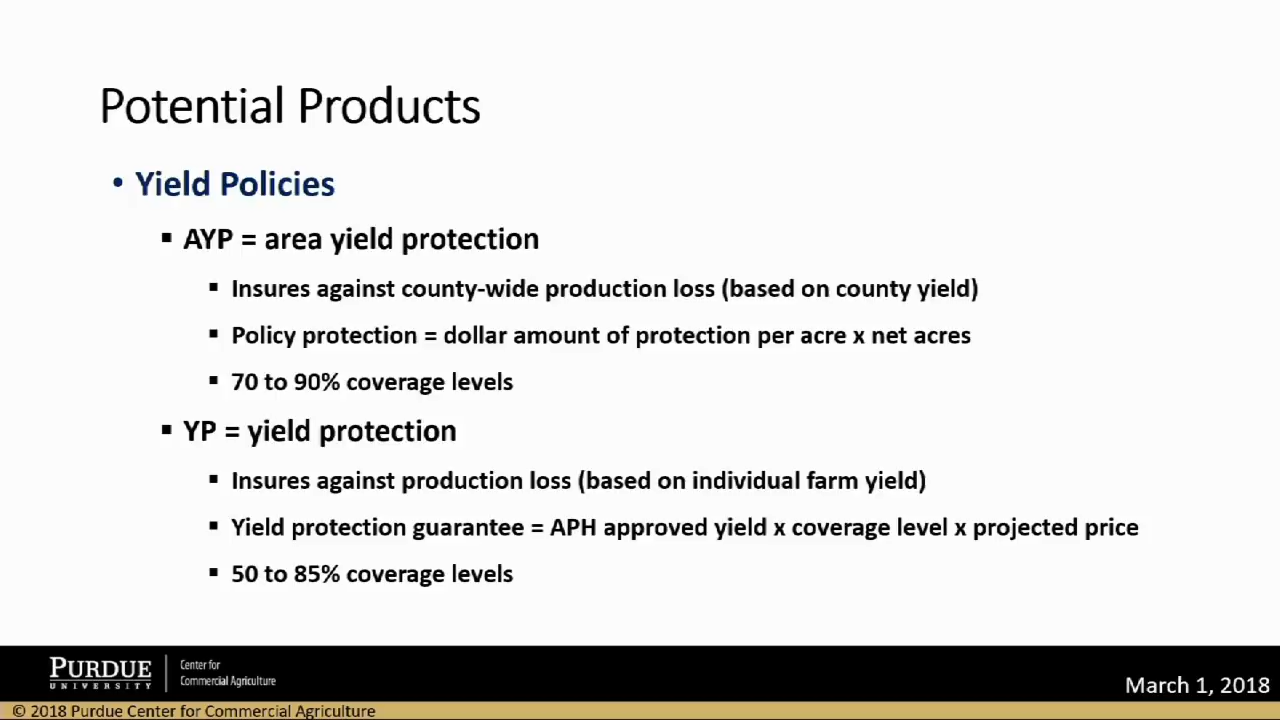 Potential Products
• Yield Policies
▪ AYP = area yield protection
▪ Insures against county-wide production loss (based on county yield)
▪ Policy protection = dollar amount of protection per acre x net acres
▪ 70 to 90% coverage levels
▪ YP = yield protection
▪ Insures against production loss (based on individual farm yield)
▪ Yield protection guarantee = APH approved yield x coverage level x projected price
▪ 50 to 85% coverage levels
PURDUE
UNIVERSITY
Center for
Commercial Agriculture
March 1, 2018
© 2018 Purdue Center for Commercial Agriculture